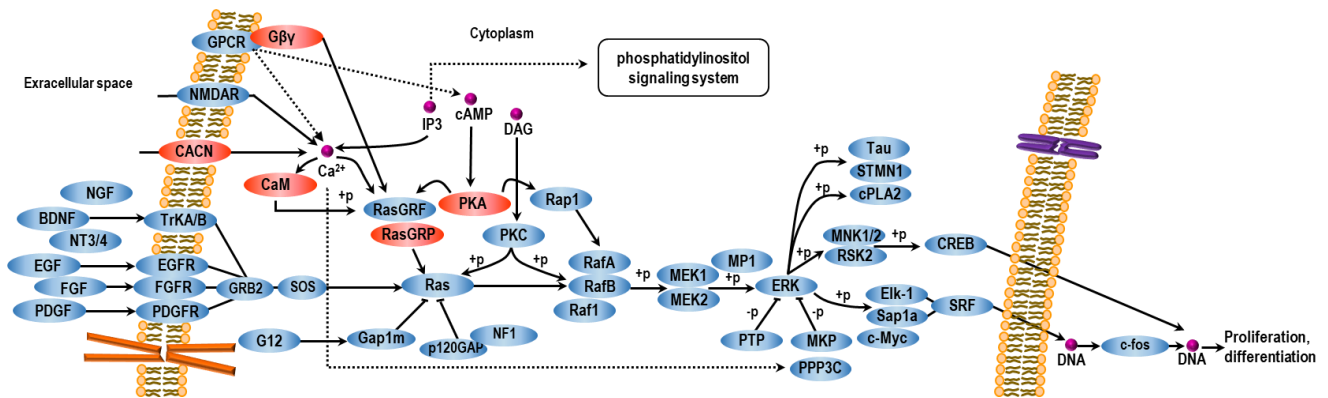 GPCR
Gβγ
Cytoplasm
phosphatidylinositol
signaling system
Exracellular space
NMDAR
IP3
cAMP
DAG
CACN
Ca2+
CaM
+p
RasGRF
PKA
Rap1
RasGRP
PKC
+p
Tau
STMN1
+p
cPLA2
NGF
BDNF
TrKA/B
NT3/4
MNK1/2
+p
CREB
+p
RSK2
EGF
EGFR
FGF
FGFR
GRB2
SOS
PDGF
PDGFR
+p
+p
Ras
RafA
RafB
Raf1
+p
MEK1
MP1
+p
MEK2
ERK
+p
Elk-1
SRF
Sap1a
c-Myc
-p
-p
PTP
MKP
PPP3C
G12
Gap1m
p120GAP
NF1
DNA
c-fos
DNA
Proliferation,
differentiation